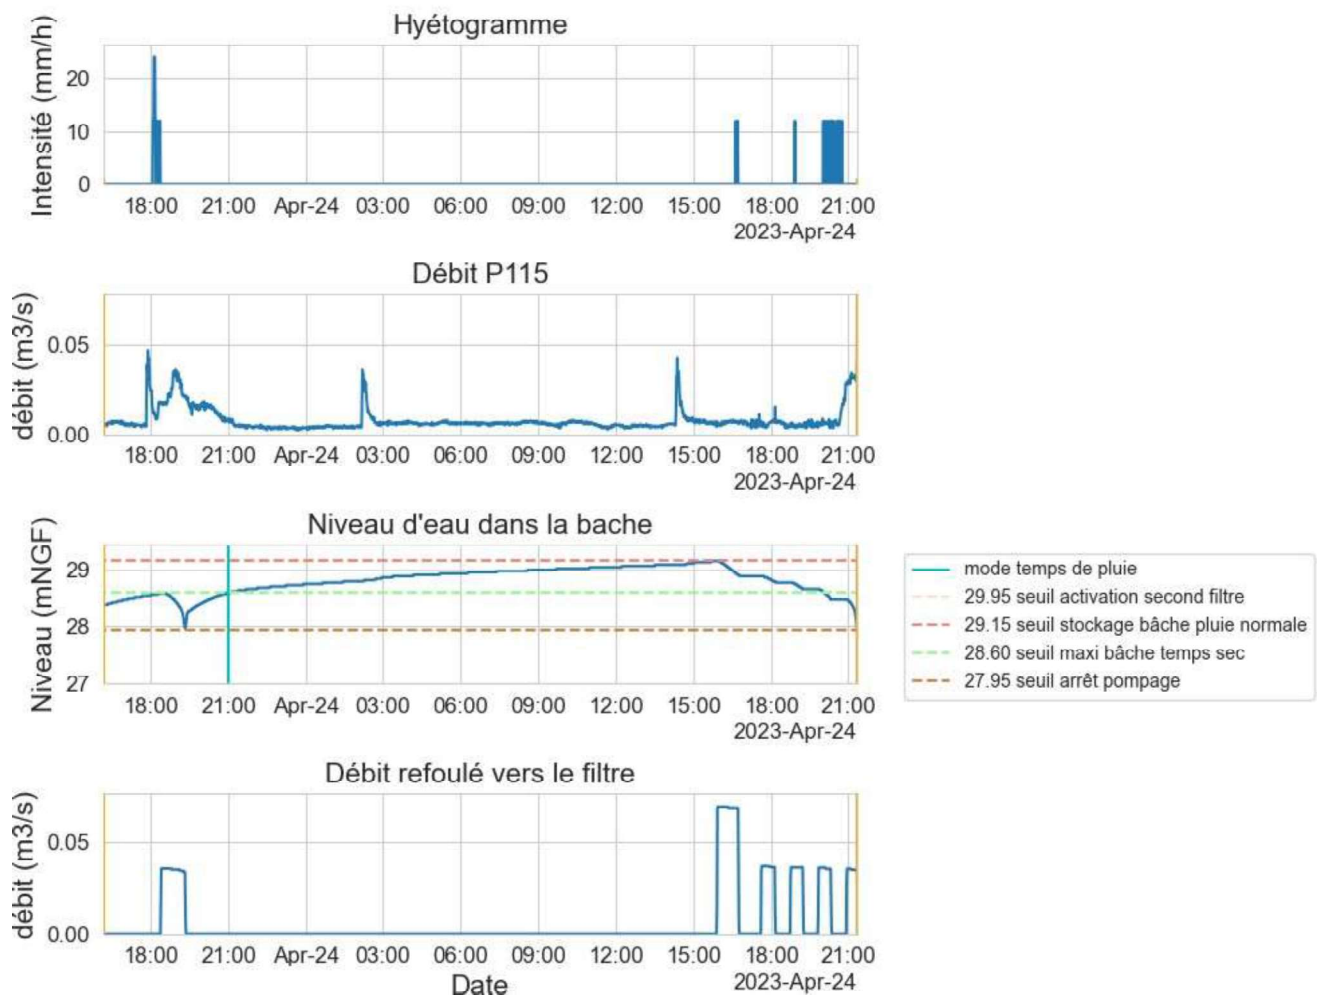 Hyétogramme
Intensité (mm/h)
20
10
0
18:00 21:00 Apr-24 03:00 06:00 09:00 12:00 15:00 18:00 21:00
2023-Apr-24
Débit P115
débit (m3/s)
0.05
0.00
18:00 21:00 Apr-24 03:00 06:00 09:00 12:00 15:00 18:00 21:00
2023-Apr-24
Niveau d'eau dans la bache
Niveau (mNGF)
29
28
27
18:00 21:00 Apr-24 03:00 06:00 09:00 12:00 15:00 18:00 21:00
2023-Apr-24
mode temps de pluie
29.95 seuil activation second filtre
29.15 seuil stockage bâche pluie normale
28.60 seuil maxi bâche temps sec
27.95 seuil arrêt pompage
Débit refoulé vers le filtre
débit (m3/s)
0.05
0.00
18:00 21:00 Apr-24 03:00 06:00 09:00 12:00 15:00 18:00 21:00
Date
2023-Apr-24